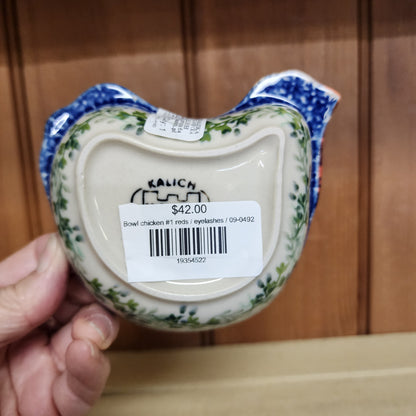 KALICH
$42.00
Bowl chicken #1 reds / eyelashes / 09-0492
19354522